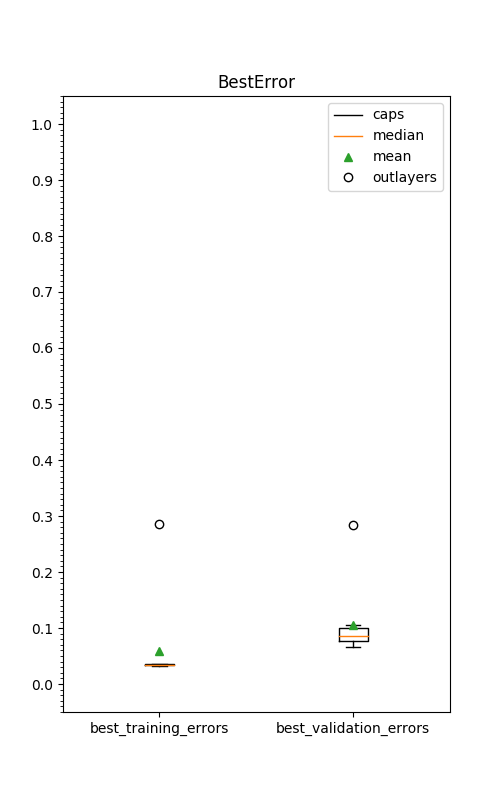 BestError
caps
median
mean
outlayers
1.0
0.9
0.8
0.7
0.6
0.5
0.4
0.3
0.2
0.1
0.0
best_training_errors
best_validation_errors